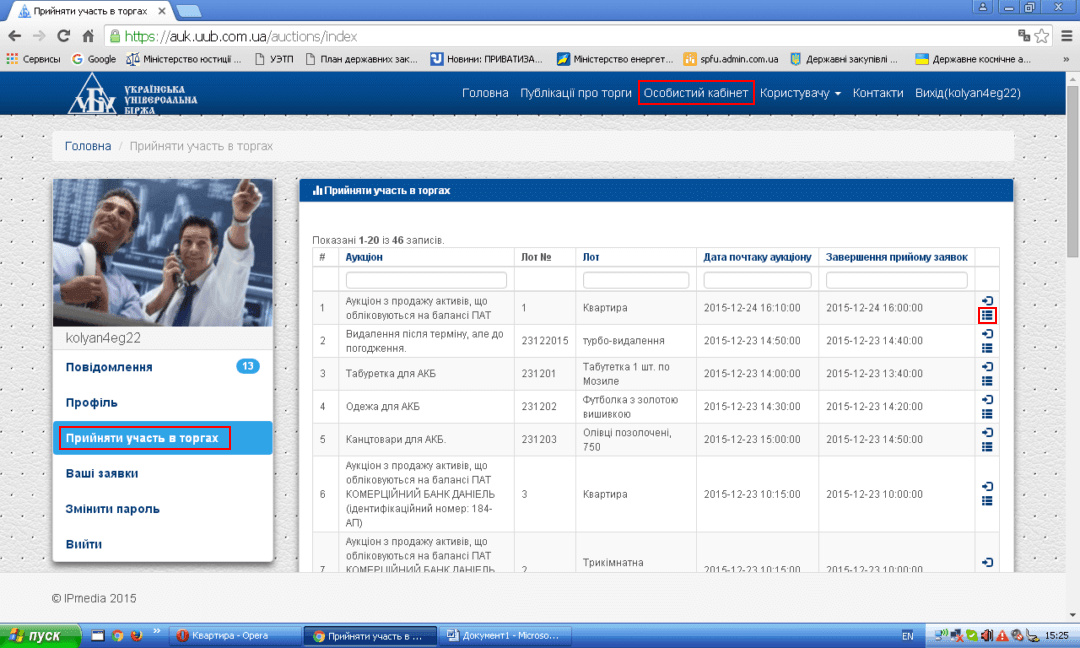 Прийняти участь в торгах
https://auk.uub.com.ua/auctions/index
Сервисы Google Міністерство юстиції ... УЭТП План державних зак... Новини: ПРИВАТИЗА... Міністерство енергет... spfu.admin.com.ua Державні закупівлі ... Державне космічне а... »
УКРАЇНСЬКА
УНІВЕРСАЛЬНА
БІРЖА
Головна Публікації про торги Особистий кабінет Користувачу Контакти Вихід(kolyan4eg22)
Головна / Прийняти участь в торгах
Прийняти участь в торгах
Показані 1-20 із 46 записів.
# Аукціон Лот № Лот Дата почтаку аукціону Завершення прийому заявок
1 Аукціон з продажу активів, що обліковуються на балансі ПАТ 1 Квартира 2015-12-24 16:10:00 2015-12-24 16:00:00
2 Видалення після терміну, але до погодження. 23122015 турбо-видалення 2015-12-23 14:50:00 2015-12-23 14:40:00
3 Табуретка для АКБ 231201 Табутетка 1 шт. по Мозиле 2015-12-23 14:00:00 2015-12-23 13:40:00
4 Одежа для АКБ 231202 Футболка з золотою вишивкою 2015-12-23 14:30:00 2015-12-23 14:20:00
5 Канцтовари для АКБ. 231203 Олівці позолочені, 750 2015-12-23 15:00:00 2015-12-23 14:50:00
6 Аукціон з продажу активів, що обліковуються на балансі ПАТ КОМЕРЦІЙНИЙ БАНК ДАНІЕЛЬ (ідентифікаційний номер: 184-АП) 3 Квартира 2015-12-23 10:15:00 2015-12-23 10:00:00
7 Аукціон з продажу активів, що обліковуються на балансі ПАТ КОМЕРЦІЙНИЙ БАНК ДАНІЕЛЬ 2 Трикімнатна 2015-12-23 10:15:00 2015-12-23 10:00:00
kolyan4eg22
Повідомлення 13
Профіль
Прийняти участь в торгах
Ваші заявки
Змінити пароль
Вийти
© IPmedia 2015
пуск » Квартира - Opera Прийняти участь в ... Документ1 - Microso... EN 15:25